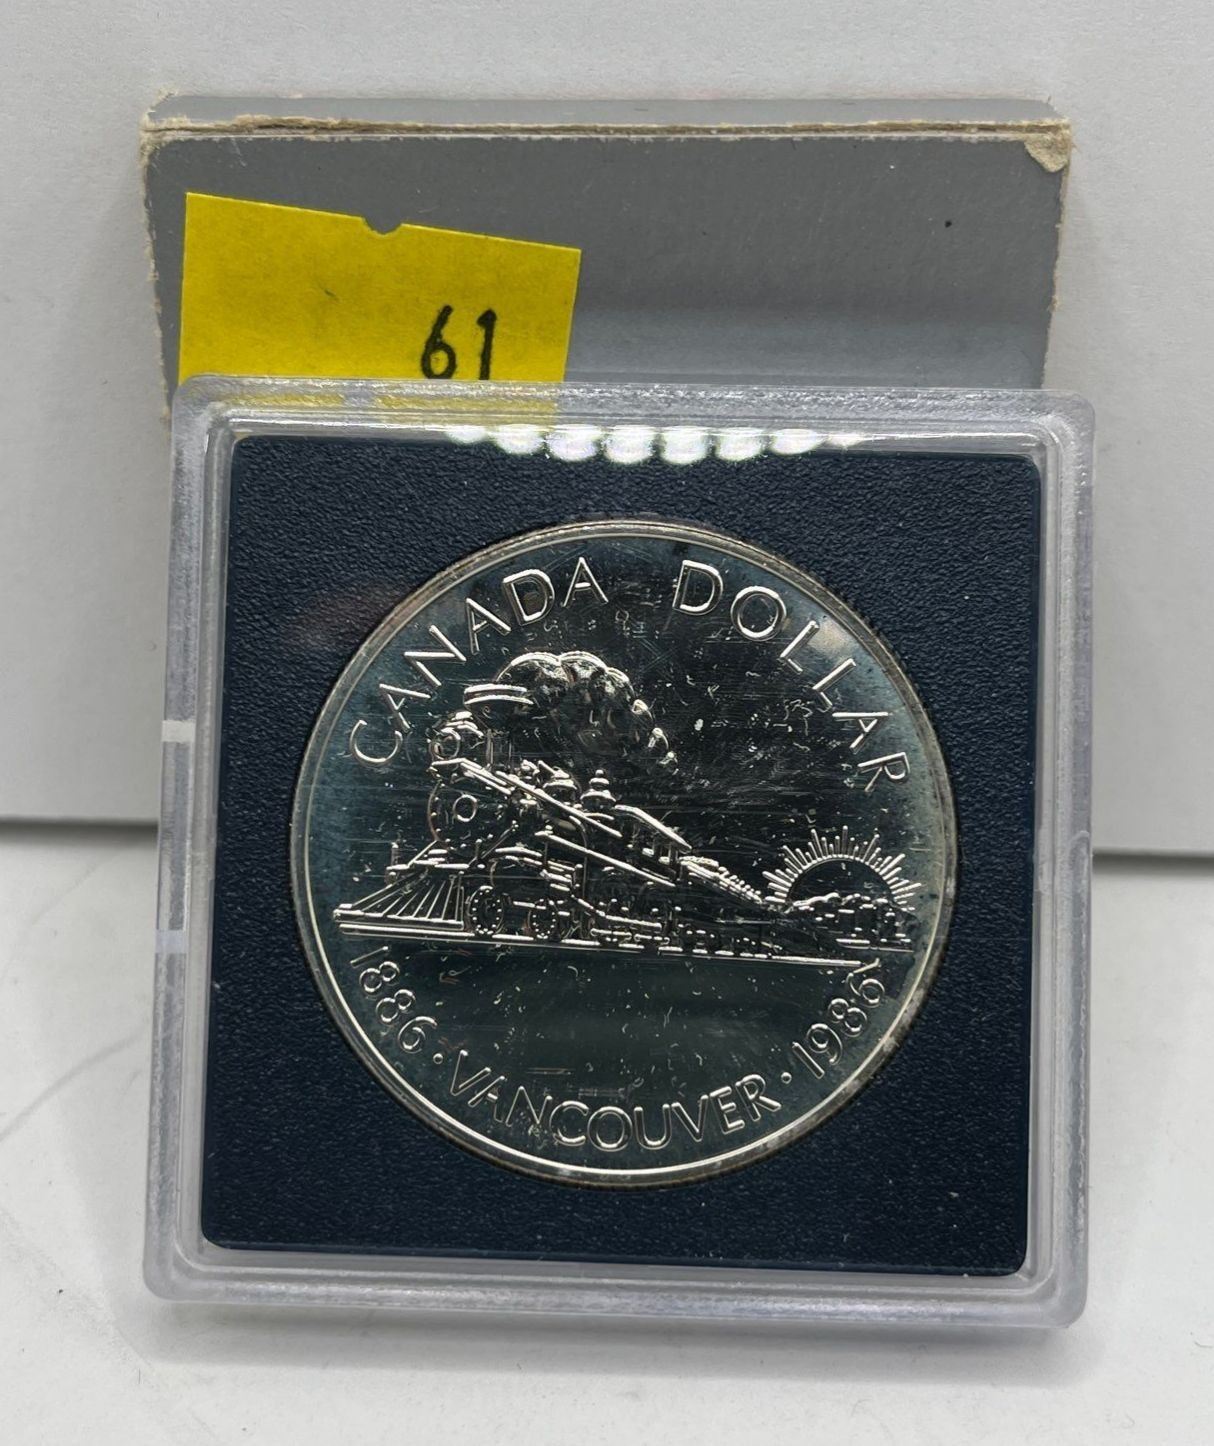 61
CANADA DOLLAR
1886 · VANCOUVER · 1986